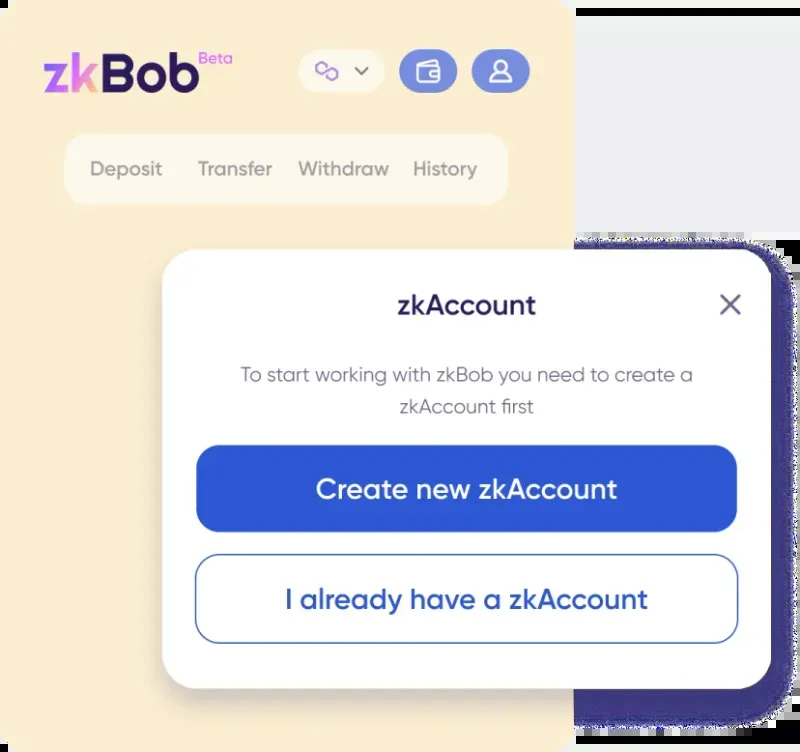 zkBob Beta
Deposit Transfer Withdraw History
zkAccount
To start working with zkBob you need to create a
zkAccount first
Create new zkAccount
I already have a zkAccount